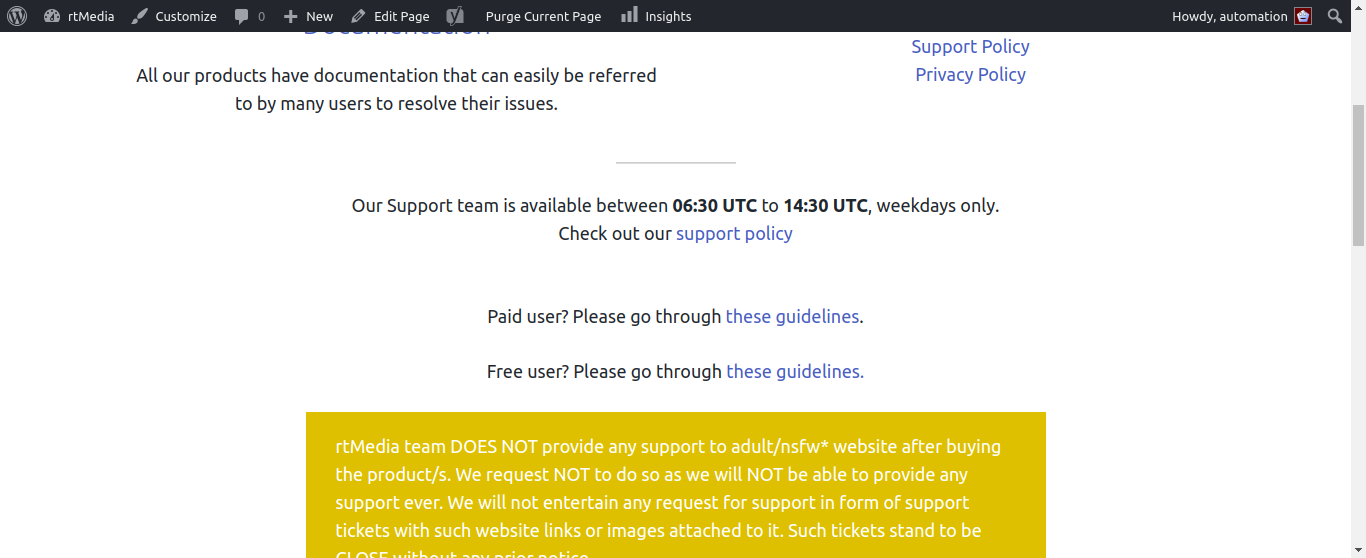 rtMedia Customize 0 New Edit Page Purge Current Page Insights Howdy, automation
Documentation
All our products have documentation that can easily be referred
to by many users to resolve their issues.
Support Policy
Privacy Policy
Our Support team is available between 06:30 UTC to 14:30 UTC, weekdays only.
Check out our support policy
Paid user? Please go through these guidelines.
Free user? Please go through these guidelines.
rtMedia team DOES NOT provide any support to adult/nsfw* website after buying
the product/s. We request NOT to do so as we will NOT be able to provide any
support ever. We will not entertain any request for support in form of support
tickets with such website links or images attached to it. Such tickets stand to be
CLOSE without any prior notice